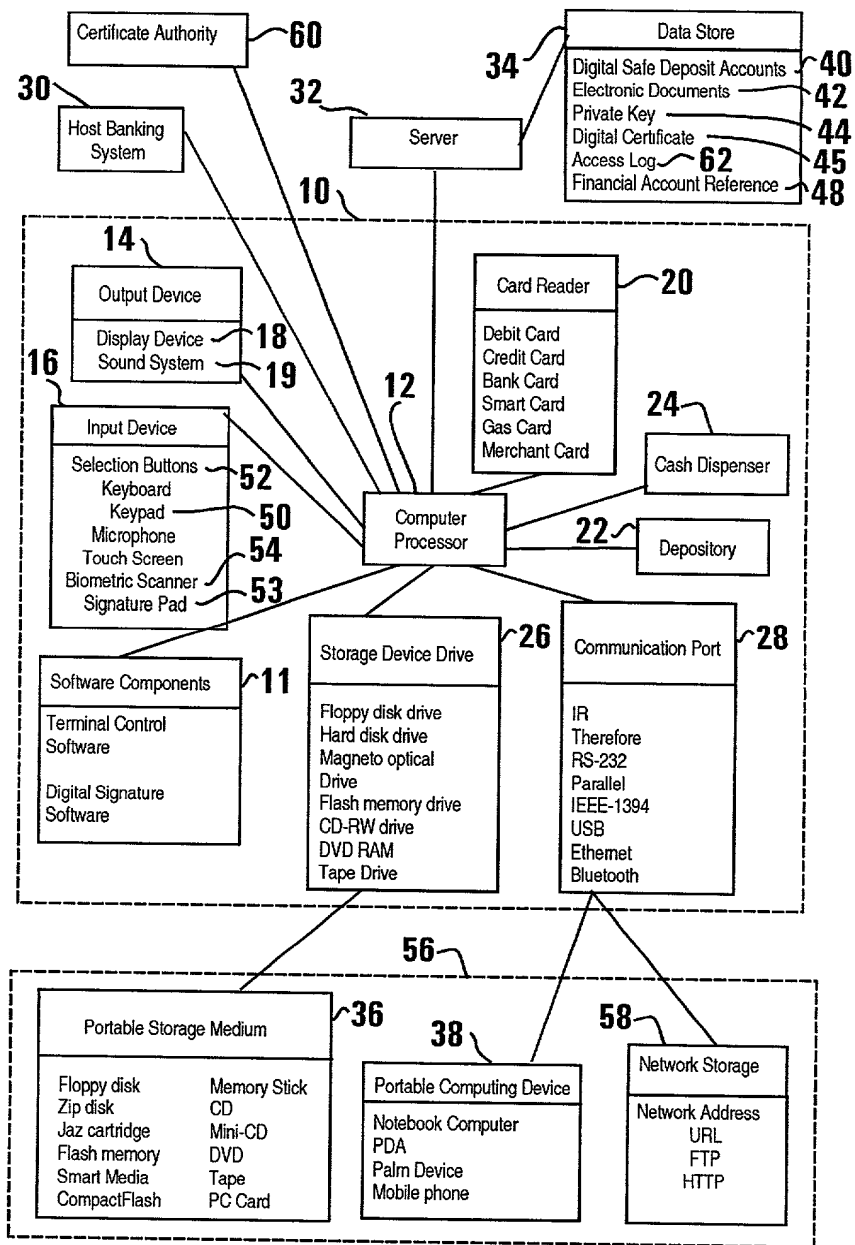 Certificate Authority
60
34
Data Store
Digital Safe Deposit Accounts
40
Electronic Documents
42
Private Key
44
Digital Certificate
45
Access Log
62
Financial Account Reference
48
30
Host Banking
System
32
Server
10
14
Output Device
Display Device
18
Sound System
19
Card Reader
20
Debit Card
Credit Card
Bank Card
Smart Card
Gas Card
Merchant Card
16
Input Device
Selection Buttons
52
Keyboard
Keypad
50
Microphone
Touch Screen
54
Biometric Scanner
Signature Pad
53
12
Computer
Processor
24
Cash Dispenser
22
Depository
Software Components
11
Terminal Control
Software
Digital Signature
Software
Storage Device Drive
26
Floppy disk drive
Hard disk drive
Magneto optical
Drive
Flash memory drive
CD-RW drive
DVD RAM
Tape Drive
Communication Port
28
IR
Therefore
RS-232
Parallel
IEEE-1394
USB
Ethernet
Bluetooth
56
Portable Storage Medium
36
Floppy disk
Zip disk
Jaz cartridge
Flash memory
Smart Media
CompactFlash
Memory Stick
CD
Mini-CD
DVD
Tape
PC Card
38
Portable Computing Device
Notebook Computer
PDA
Palm Device
Mobile phone
58
Network Storage
Network Address
URL
FTP
HTTP